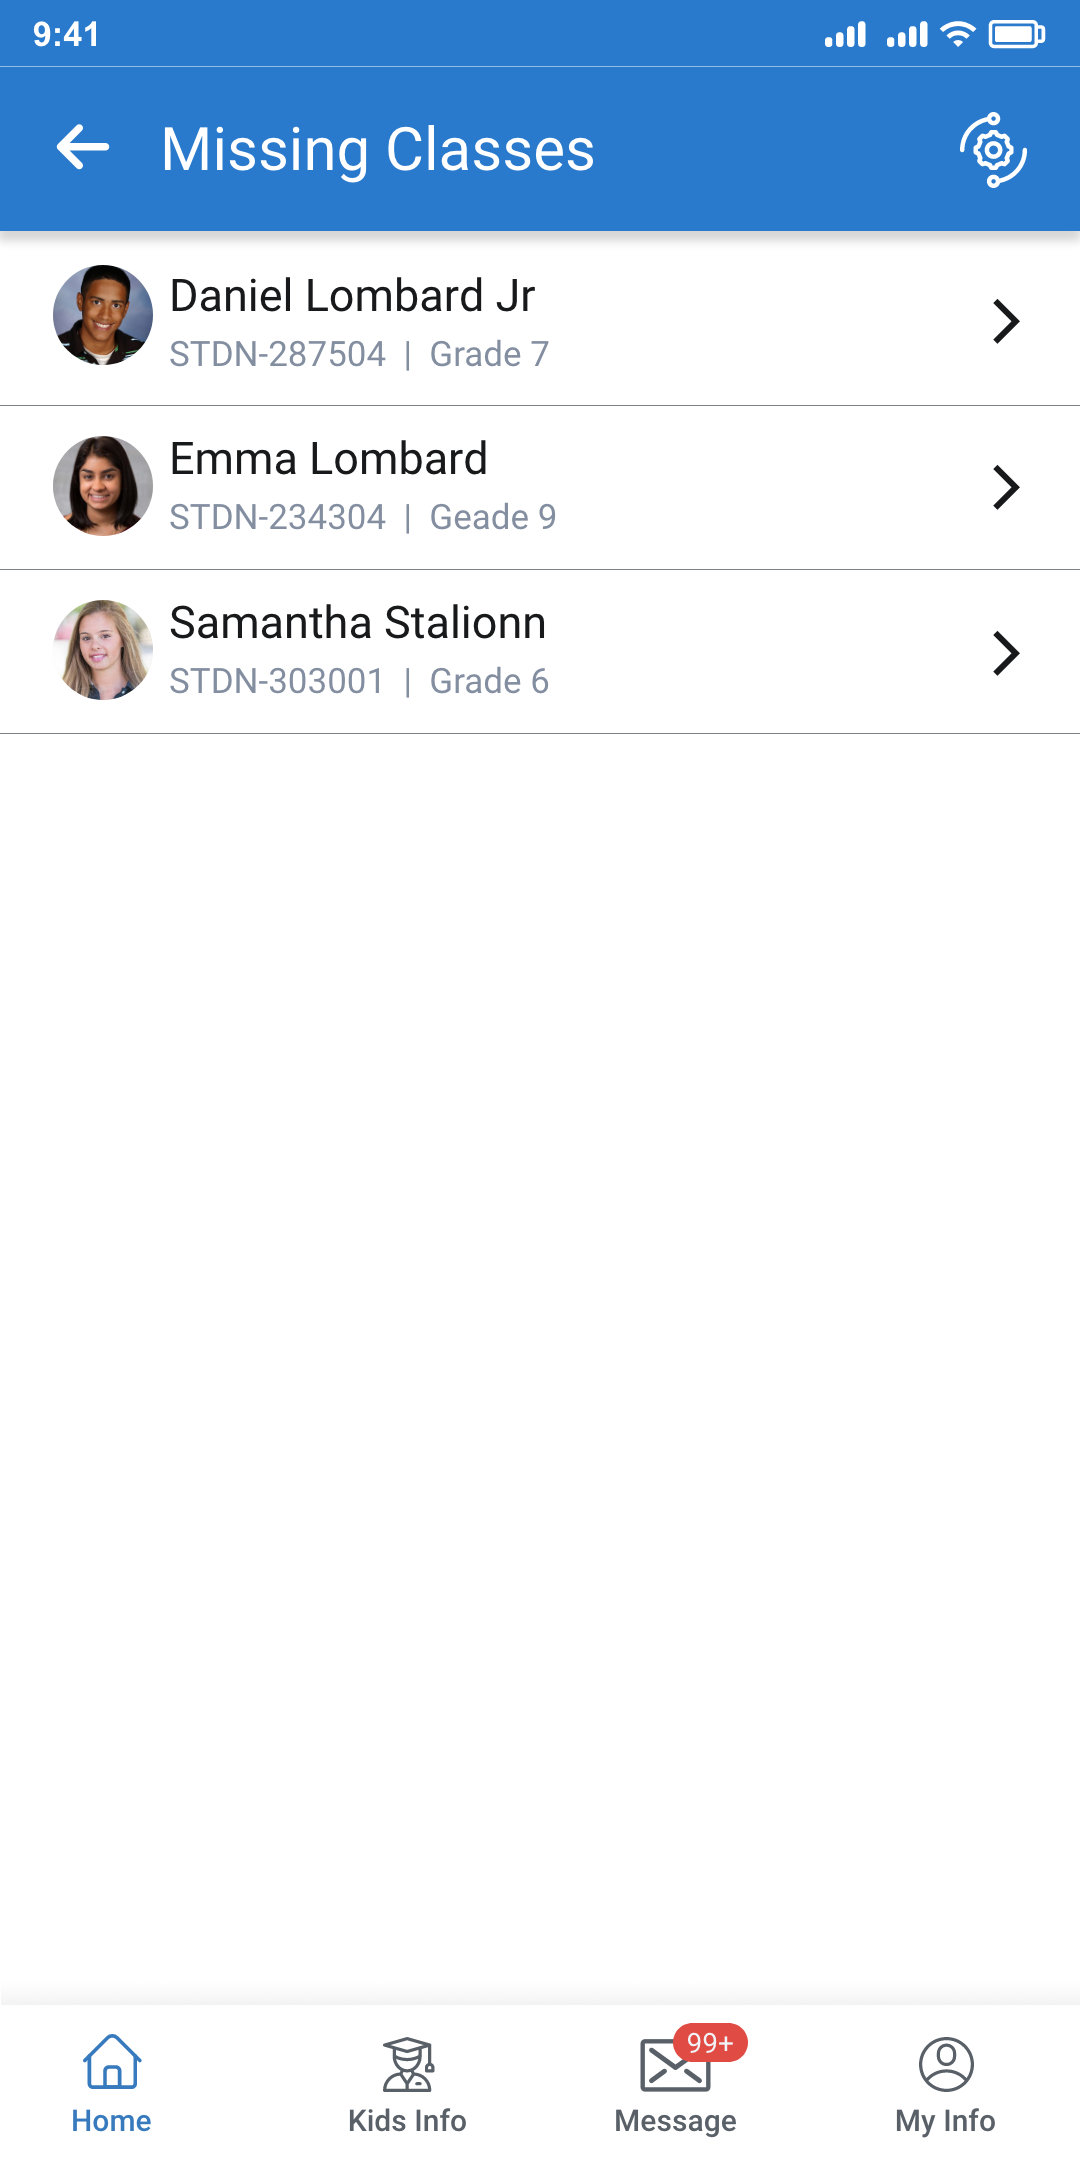 9:41
Missing Classes
Daniel Lombard Jr
STDN-287504 | Grade 7
Emma Lombard
STDN-234304 | Geade 9
Samantha Stalionn
STDN-303001 | Grade 6
99+
Home Kids Info Message My Info